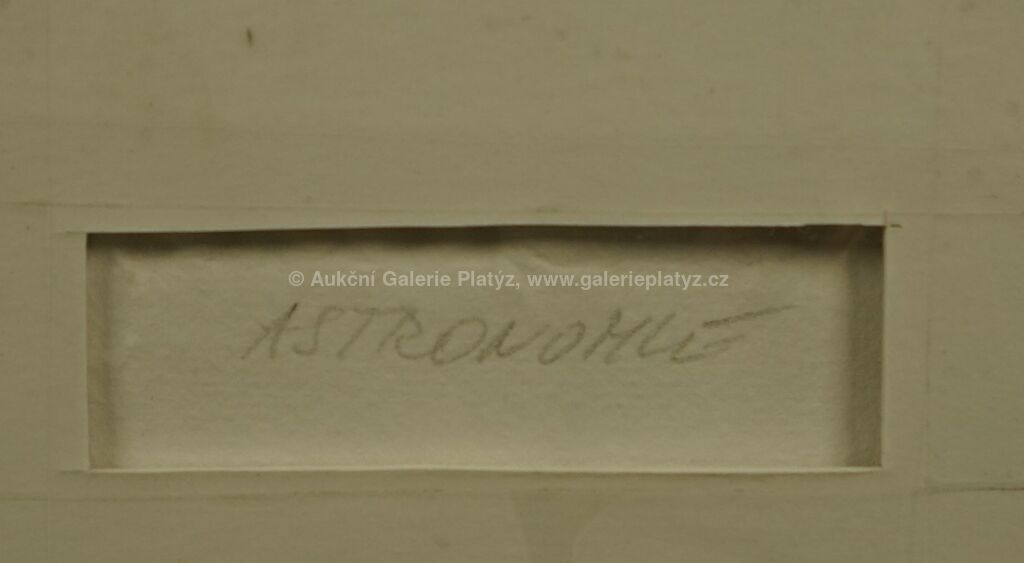 © Aukční Galerie Platýz, www.galerieplatyz.cz
ASTRONOMIE